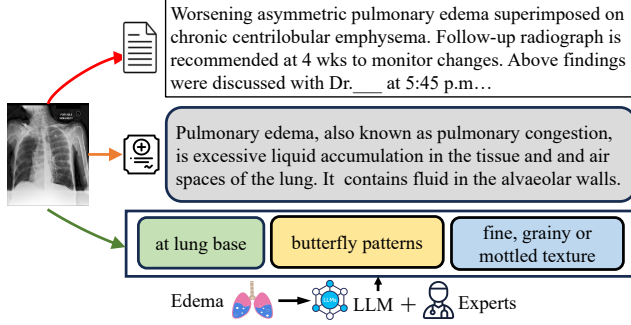 Worsening asymmetric pulmonary edema superimposed on
chronic centrilobular emphysema. Follow-up radiograph is
recommended at 4 wks to monitor changes. Above findings
were discussed with Dr.___ at 5:45 p.m…
Pulmonary edema, also known as pulmonary congestion,
is excessive liquid accumulation in the tissue and and air
spaces of the lung. It contains fluid in the alvaeolar walls.
at lung base
butterfly patterns
fine, grainy or
mottled texture
Edema
LLMs
LLM + Experts